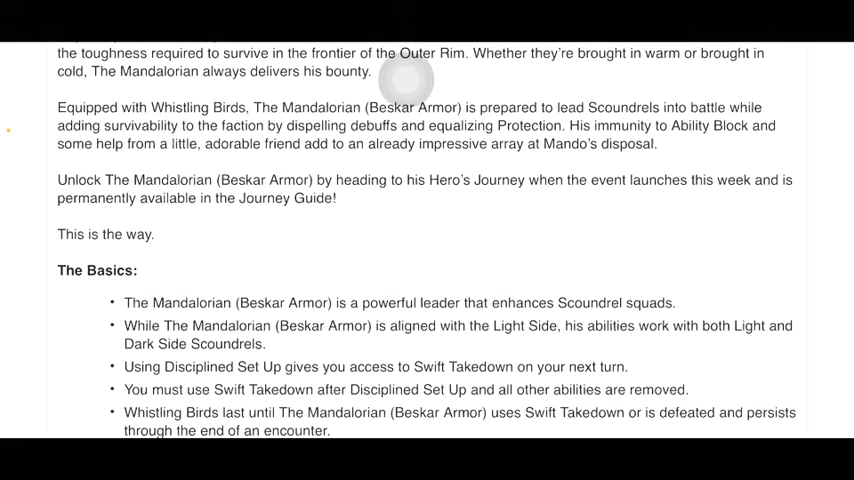 the toughness required to survive in the frontier of the Outer Rim. Whether they're brought in warm or brought in
cold, The Mandalorian always delivers his bounty.
Equipped with Whistling Birds, The Mandalorian (Beskar Armor) is prepared to lead Scoundrels into battle while
adding survivability to the faction by dispelling debuffs and equalizing Protection. His immunity to Ability Block and
some help from a little, adorable friend add to an already impressive array at Mando's disposal.
Unlock The Mandalorian (Beskar Armor) by heading to his Hero's Journey when the event launches this week and is
permanently available in the Journey Guide!
This is the way.
The Basics:
• The Mandalorian (Beskar Armor) is a powerful leader that enhances Scoundrel squads.
• While The Mandalorian (Beskar Armor) is aligned with the Light Side, his abilities work with both Light and
Dark Side Scoundrels.
• Using Disciplined Set Up gives you access to Swift Takedown on your next turn.
• You must use Swift Takedown after Disciplined Set Up and all other abilities are removed.
• Whistling Birds last until The Mandalorian (Beskar Armor) uses Swift Takedown or is defeated and persists
through the end of an encounter.